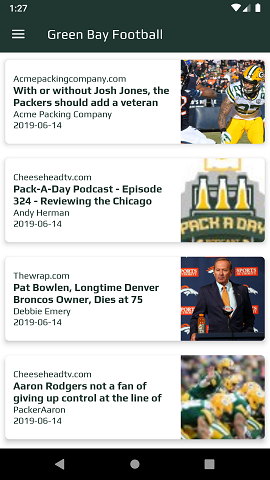 1:27
Green Bay Football
Acmepackingcompany.com
With or without Josh Jones, the
Packers should add a veteran
Acme Packing Company
2019-06-14
Cheeseheadtv.com
Pack-A-Day Podcast - Episode
324 - Reviewing the Chicago
Andy Herman
2019-06-14
PACK A DAY
Thewrap.com
Pat Bowlen, Longtime Denver
Broncos Owner, Dies at 75
Debbie Emery
2019-06-14
Cheeseheadtv.com
Aaron Rodgers not a fan of
giving up control at the line of
PackerAaron
2019-06-14